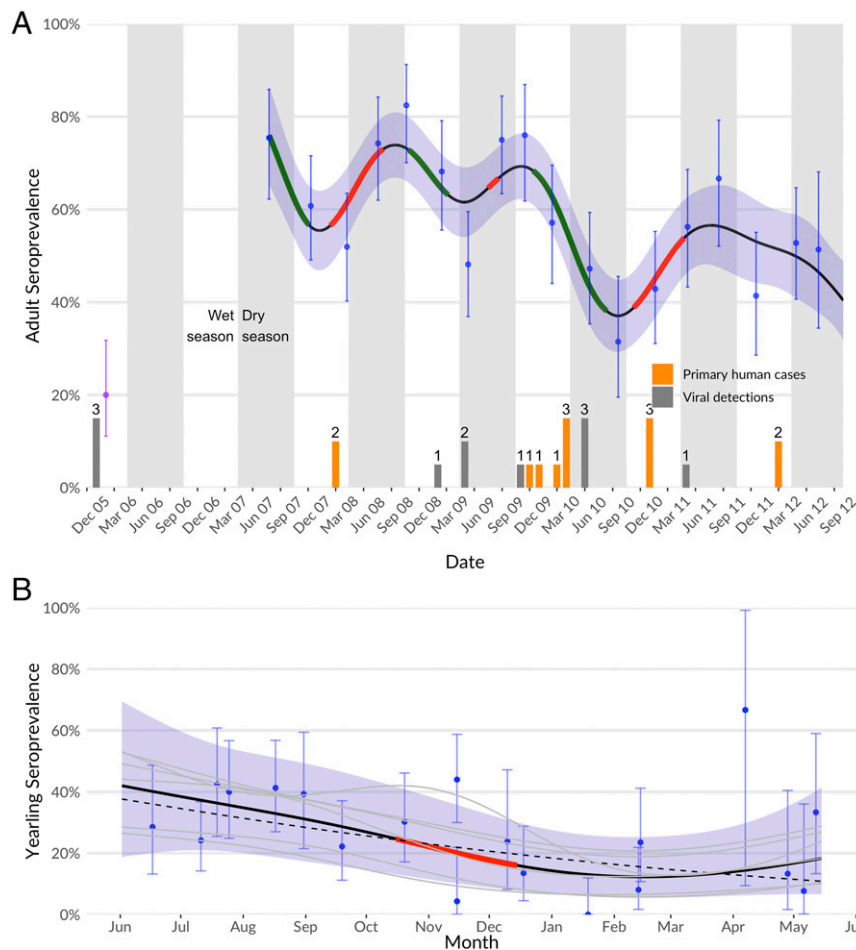 A
100%
80%
60%
40%
20%
0%
Adult Seroprevalence
Wet Dry
season season
Primary human cases
Viral detections
3 2 1 2 1 1 1 1 3 3 3 1 2
Dec 05 Mar 06 Jun 06 Sep 06 Dec 06 Mar 07 Jun 07 Sep 07 Dec 07 Mar 08 Jun 08 Sep 08 Dec 08 Mar 09 Jun 09 Sep 09 Dec 09 Mar 10 Jun 10 Sep 10 Dec 10 Mar 11 Jun 11 Sep 11 Dec 11 Mar 12 Jun 12 Sep 12
Date
B
100%
80%
60%
40%
20%
0%
Yearling Seroprevalence
Jun Jul Aug Sep Oct Nov Dec Jan Feb Mar Apr May Ju
Month